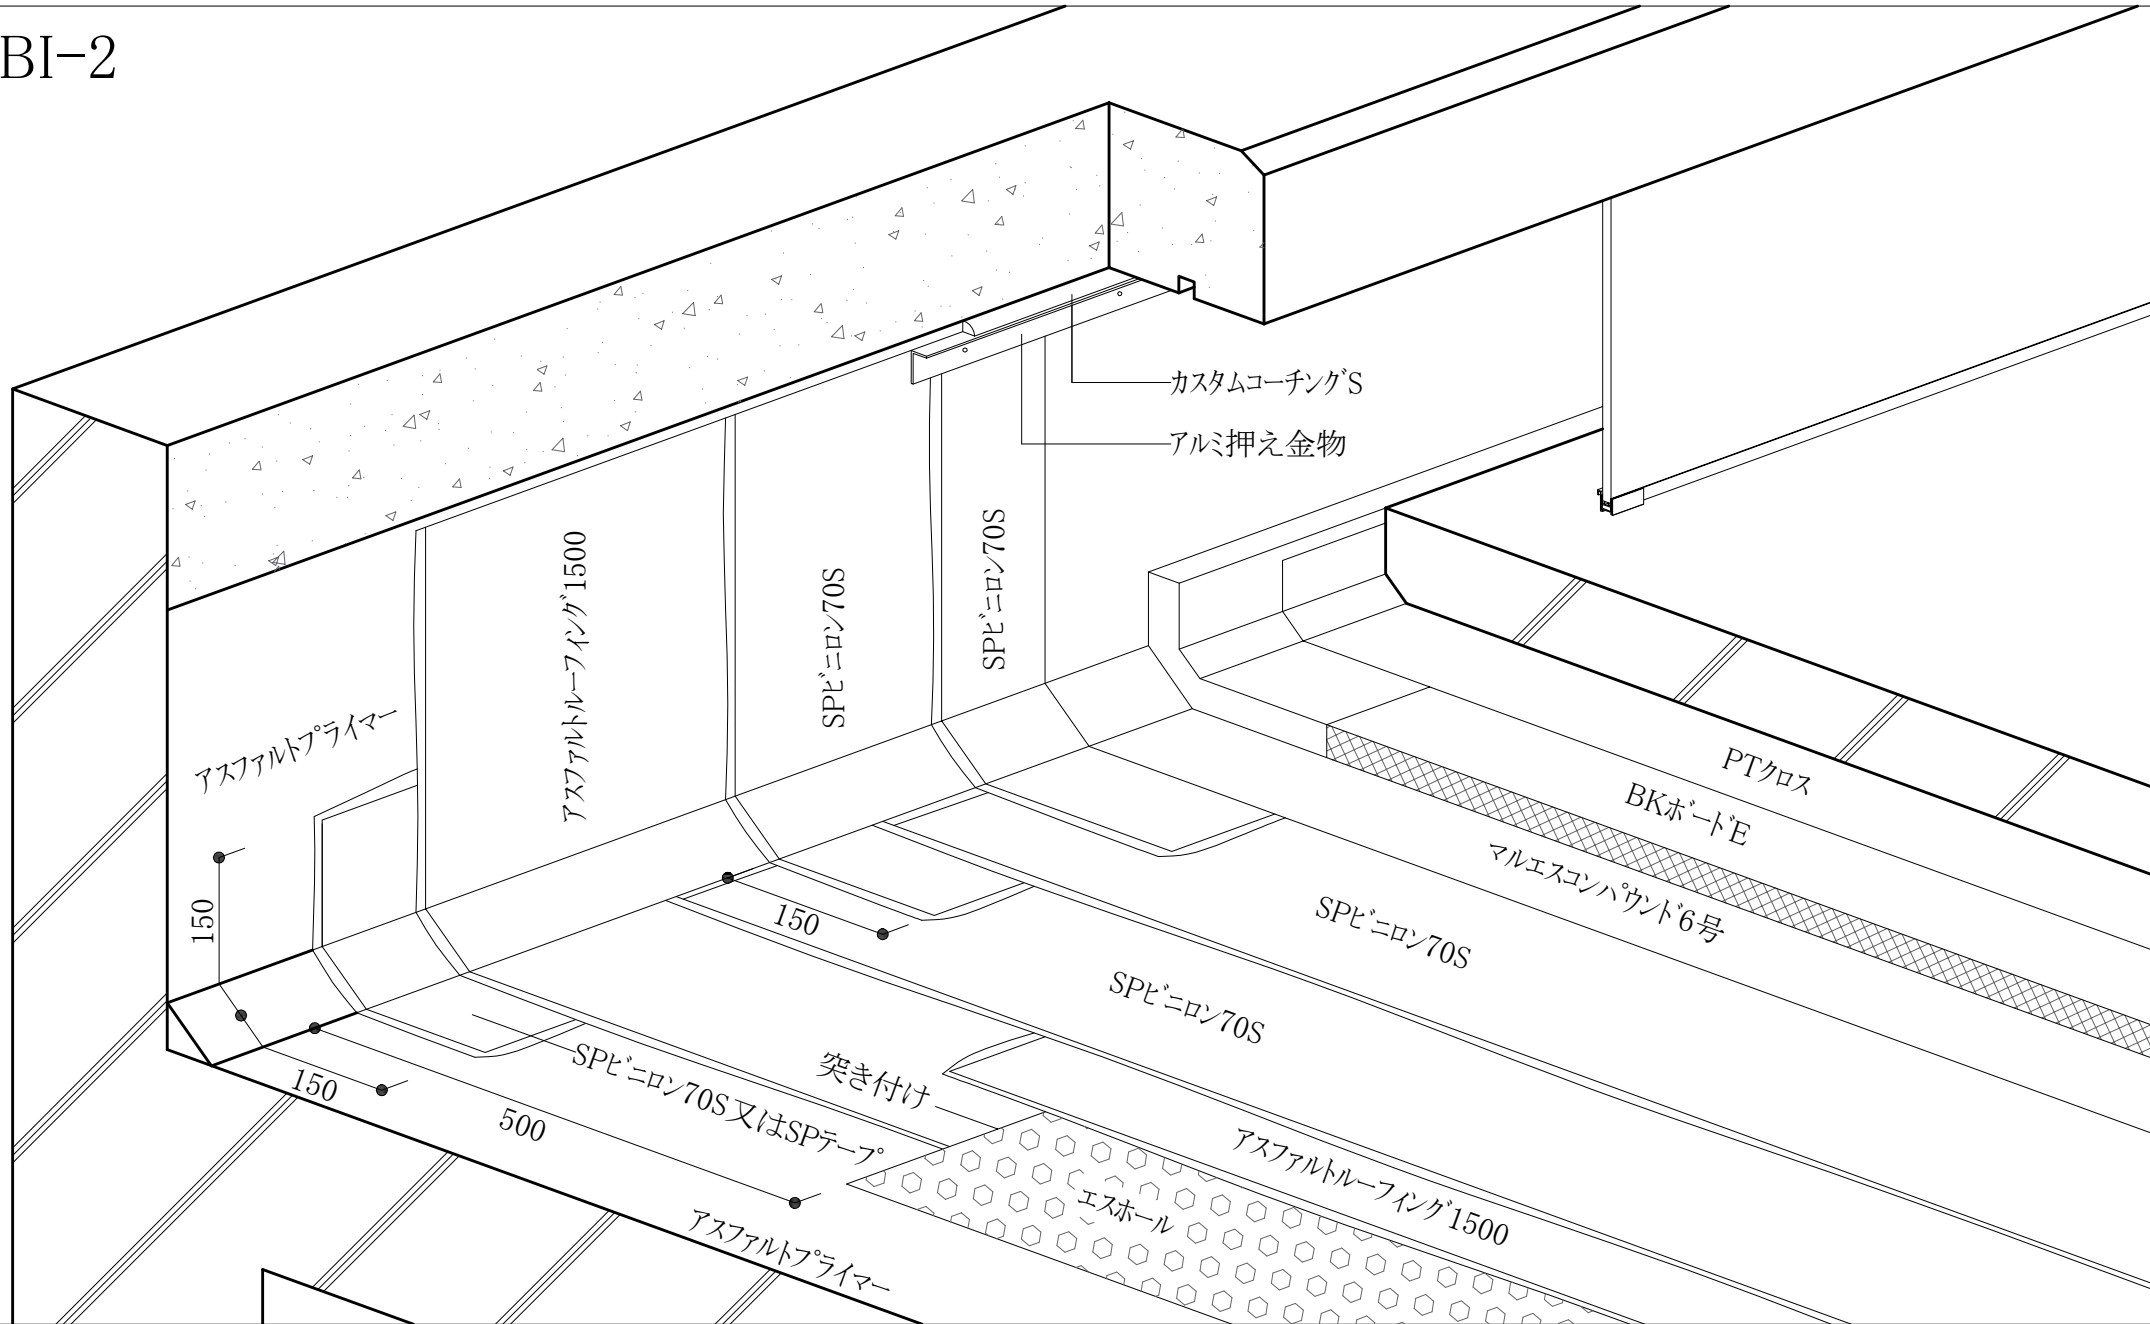 BI-2
カスタムコーチングS
アルミ押え金物
アスファルトルーフィング1500
SPビニロン70S
SPビニロン70S
アスファルトプライマー
150
PTクロス
BKボードE
マルエスコンパウンド6号
SPビニロン70S
150
SPビニロン70S
突き付け
SPビニロン70S又はSPテープ
150
500
アスファルトルーフィング1500
エスホール
アスファルトプライマー